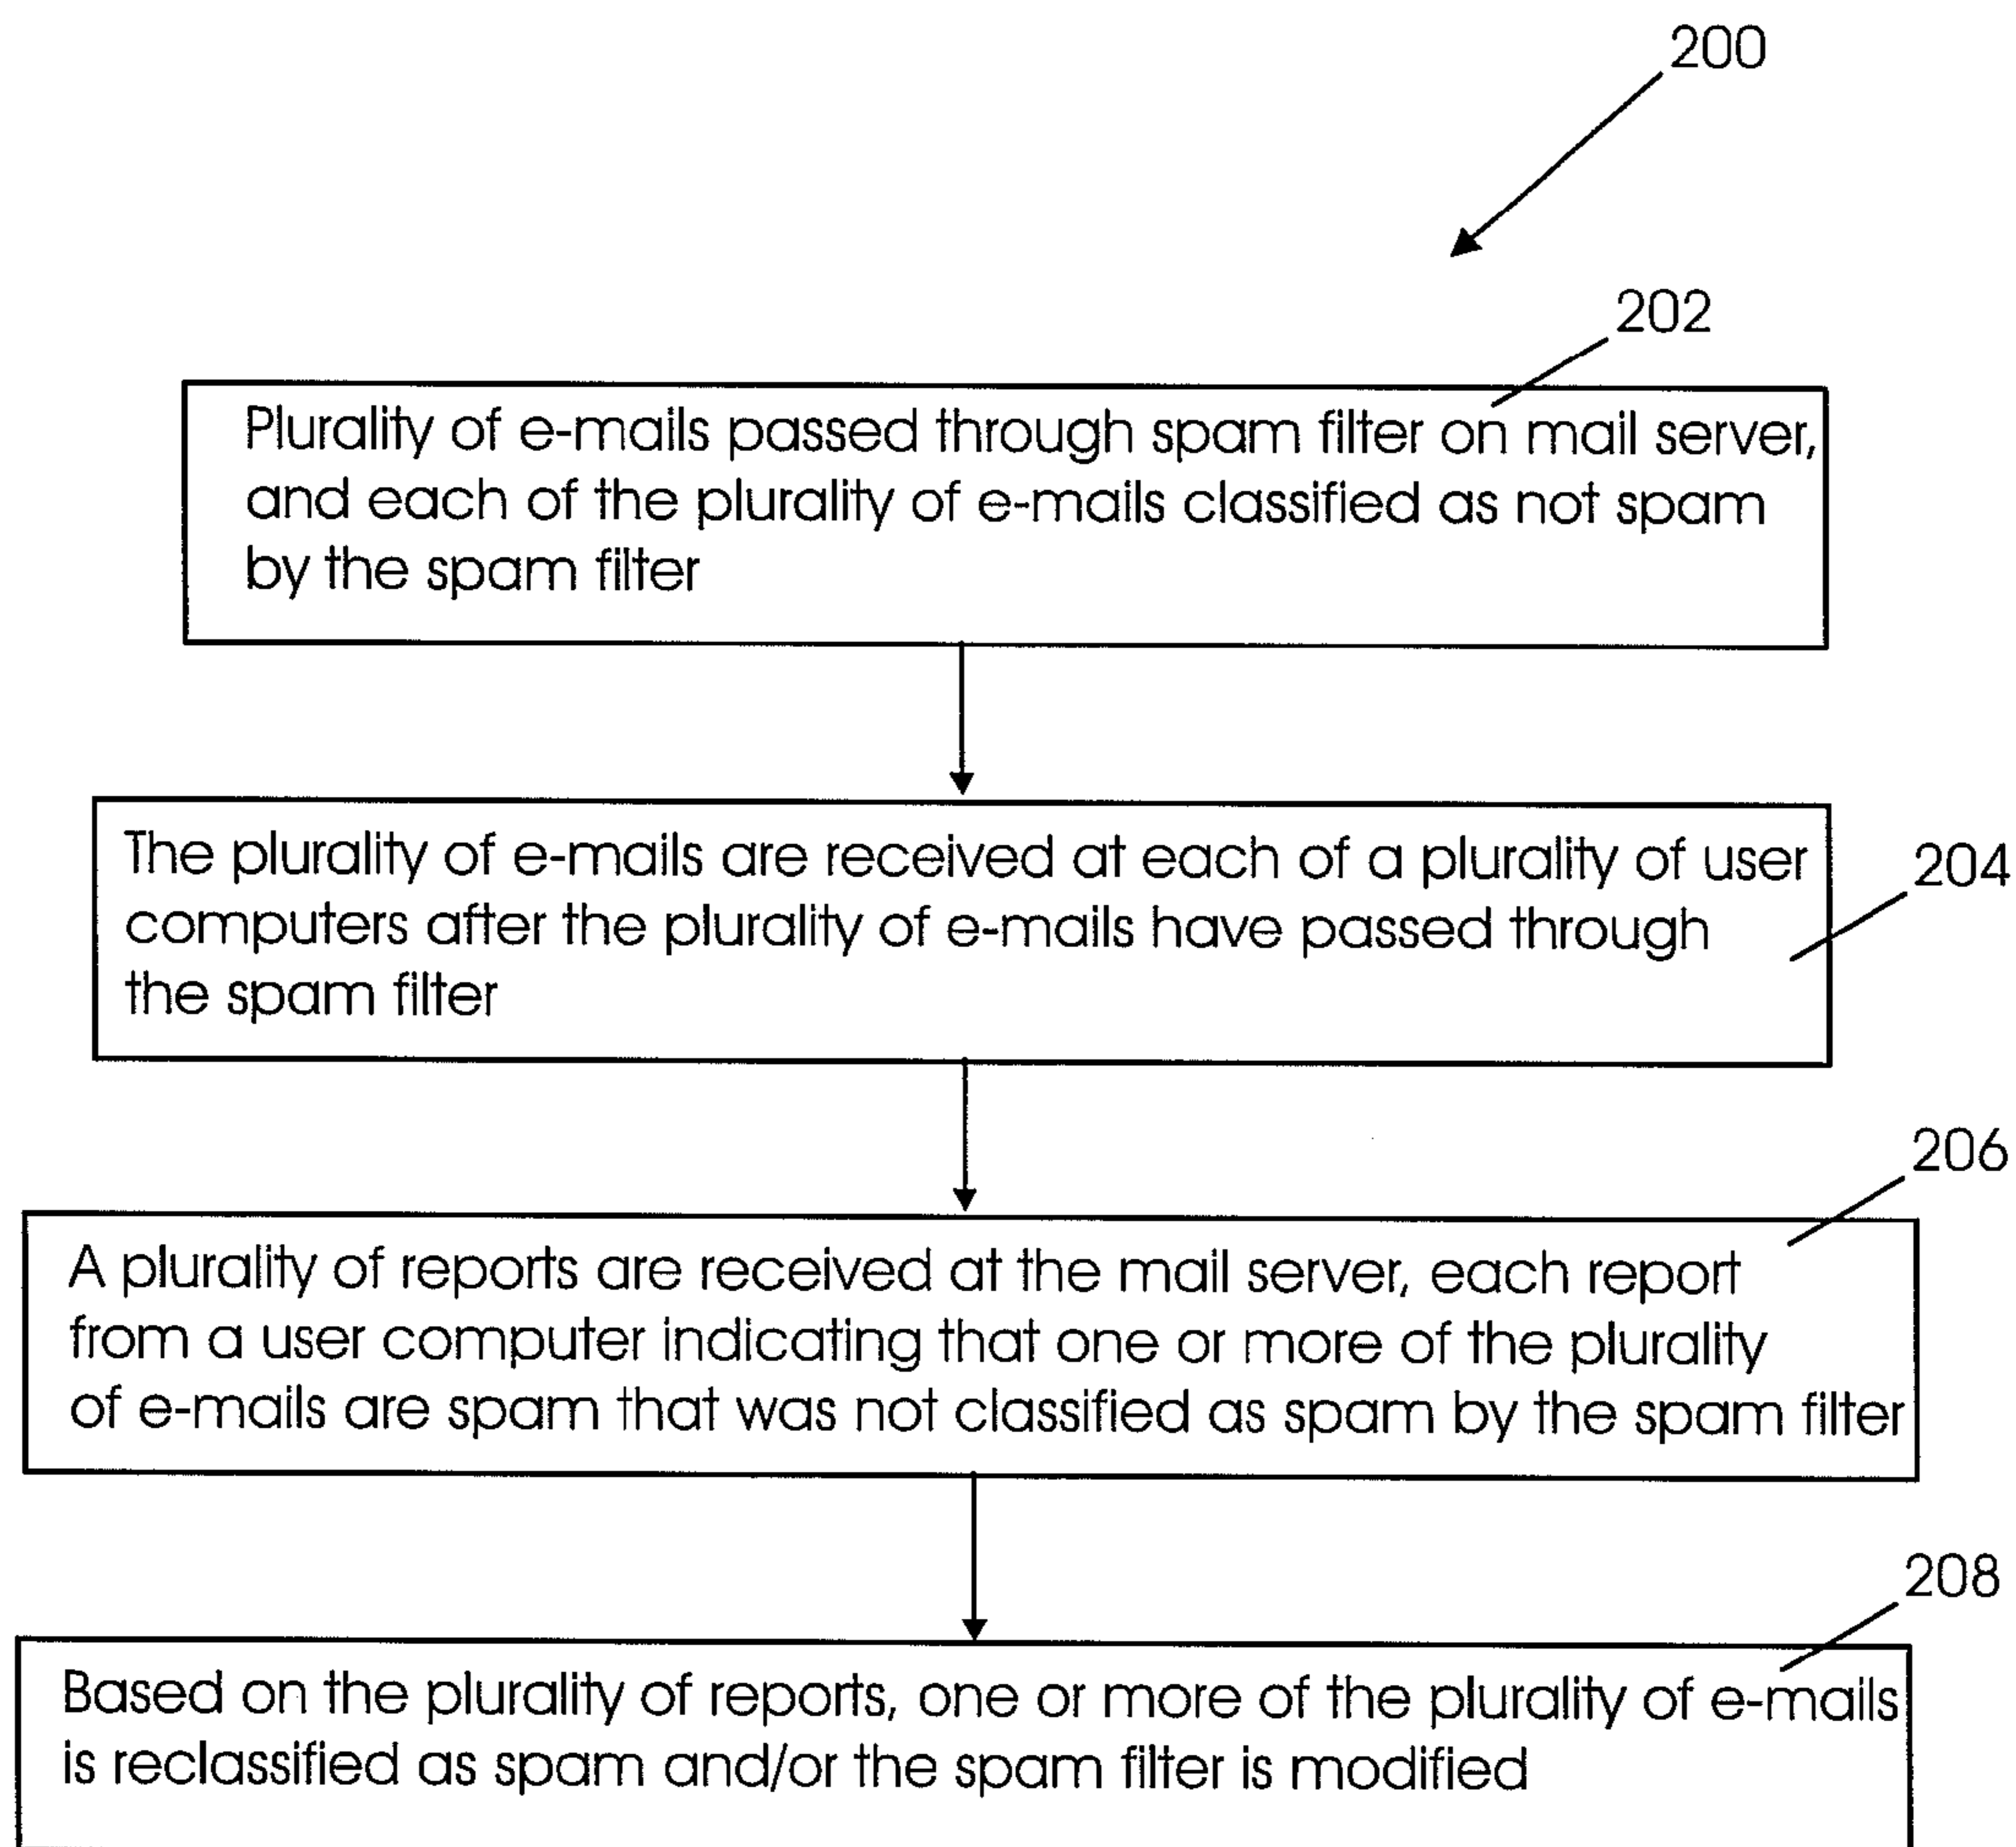 200
202
Plurality of e-mails passed through spam filter on mail server,
and each of the plurality of e-mails classified as not spam
by the spam filter
The plurality of e-mails are received at each of a plurality of user
computers after the plurality of e-mails have passed through
the spam filter
204
206
A plurality of reports are received at the mail server, each report
from a user computer indicating that one or more of the plurality
of e-mails are spam that was not classified as spam by the spam filter
208
Based on the plurality of reports, one or more of the plurality of e-mails
is reclassified as spam and/or the spam filter is modified